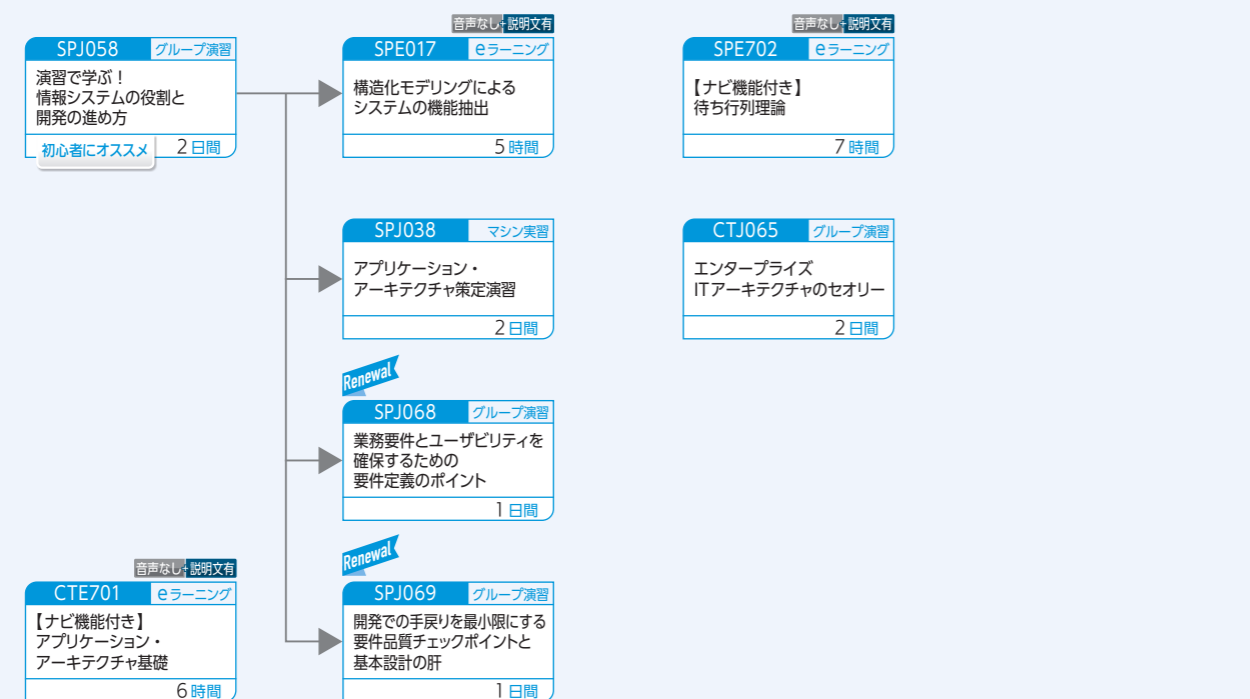 SPJ058 グループ演習
演習で学ぶ！
情報システムの役割と
開発の進め方
初心者にオススメ 2日間
音声なし+説明文有
SPE017 eラーニング
構造化モデリングによる
システムの機能抽出
5時間
音声なし+説明文有
SPE702 eラーニング
【ナビ機能付き】
待ち行列理論
7時間
SPJ038 マシン実習
アプリケーション・
アーキテクチャ策定演習
2日間
CTJ065 グループ演習
エンタープライズ
ITアーキテクチャのセオリー
2日間
Renewal
SPJ068 グループ演習
業務要件とユーザビリティを
確保するための
要件定義のポイント
1日間
音声なし+説明文有
CTE701 eラーニング
【ナビ機能付き】
アプリケーション・
アーキテクチャ基礎
6時間
Renewal
SPJ069 グループ演習
開発での手戻りを最小限にする
要件品質チェックポイントと
基本設計の肝
1日間